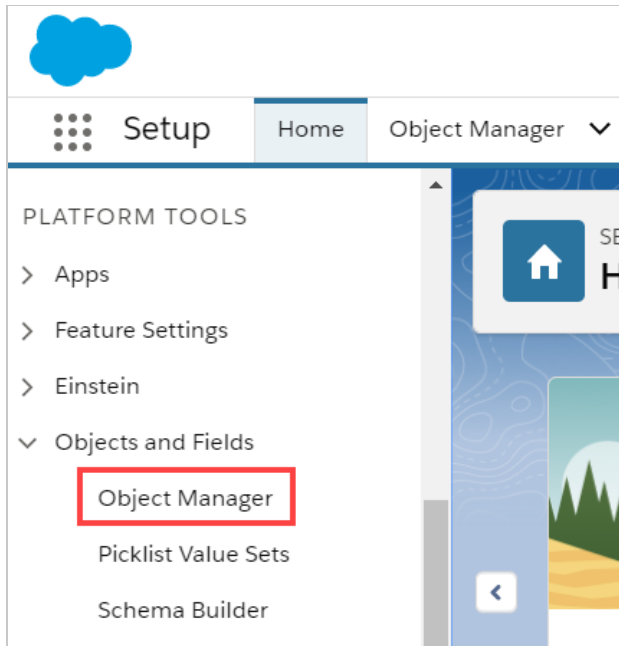 Setup Home Object Manager
PLATFORM TOOLS
Apps
Feature Settings
Einstein
Objects and Fields
Object Manager
Picklist Value Sets
Schema Builder